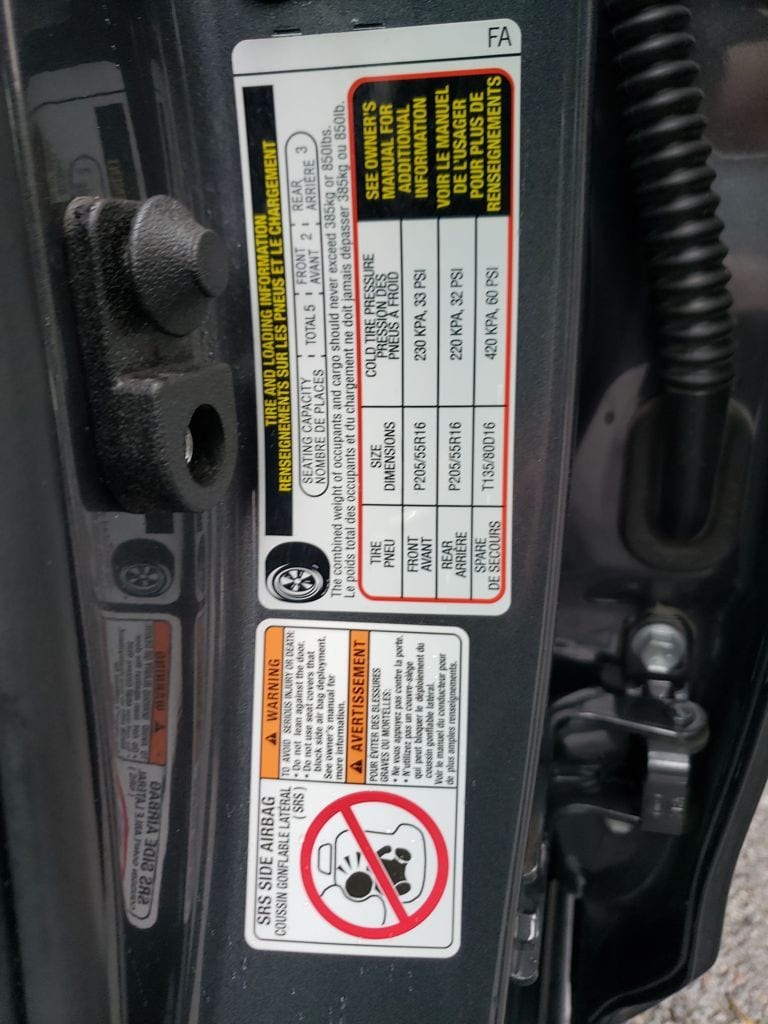 FA
TIRE AND LOADING INFORMATION
RENSEIGNEMENTS SUR LES PNEUS ET LE CHARGEMENT
SEATING CAPACITY
NOMBRE DE PLACES
TOTAL 5
FRONT
AVANT 2
REAR
ARRIÈRE 3
The combined weight of occupants and cargo should never exceed 385kg or 850lbs.
Le poids total des occupants et du chargement ne doit jamais dépasser 385kg ou 850lb.
TIRE
PNEU
SIZE
DIMENSIONS
COLD TIRE PRESSURE
PRESSION DES
PNEUS À FROID
FRONT
AVANT
P205/55R16
230 KPA, 33 PSI
REAR
ARRIÈRE
P205/55R16
220 KPA, 32 PSI
SPARE
DE SECOURS
T135/80D16
420 KPA, 60 PSI
SEE OWNER'S
MANUAL FOR
ADDITIONAL
INFORMATION
VOIR LE MANUEL
DE L'USAGER
POUR PLUS DE
RENSEIGNEMENTS
SRS SIDE AIRBAG
COUSSIN GONFLABLE LATÉRAL
(SRS)
WARNING
TO AVOID SERIOUS INJURY OR DEATH:
• Do not lean against the door.
• Do not use seat covers that
block side air bag deployment.
See owner's manual for
more information.
AVERTISSEMENT
POUR ÉVITER DES BLESSURES
GRAVES OU MORTELLES:
• Ne vous appuyez pas contre la porte.
• N'utilisez pas un couvre-siège
qui peut bloquer le déploiement du
coussin gonflable latéral.
Voir le manuel du conducteur pour
de plus amples renseignements.